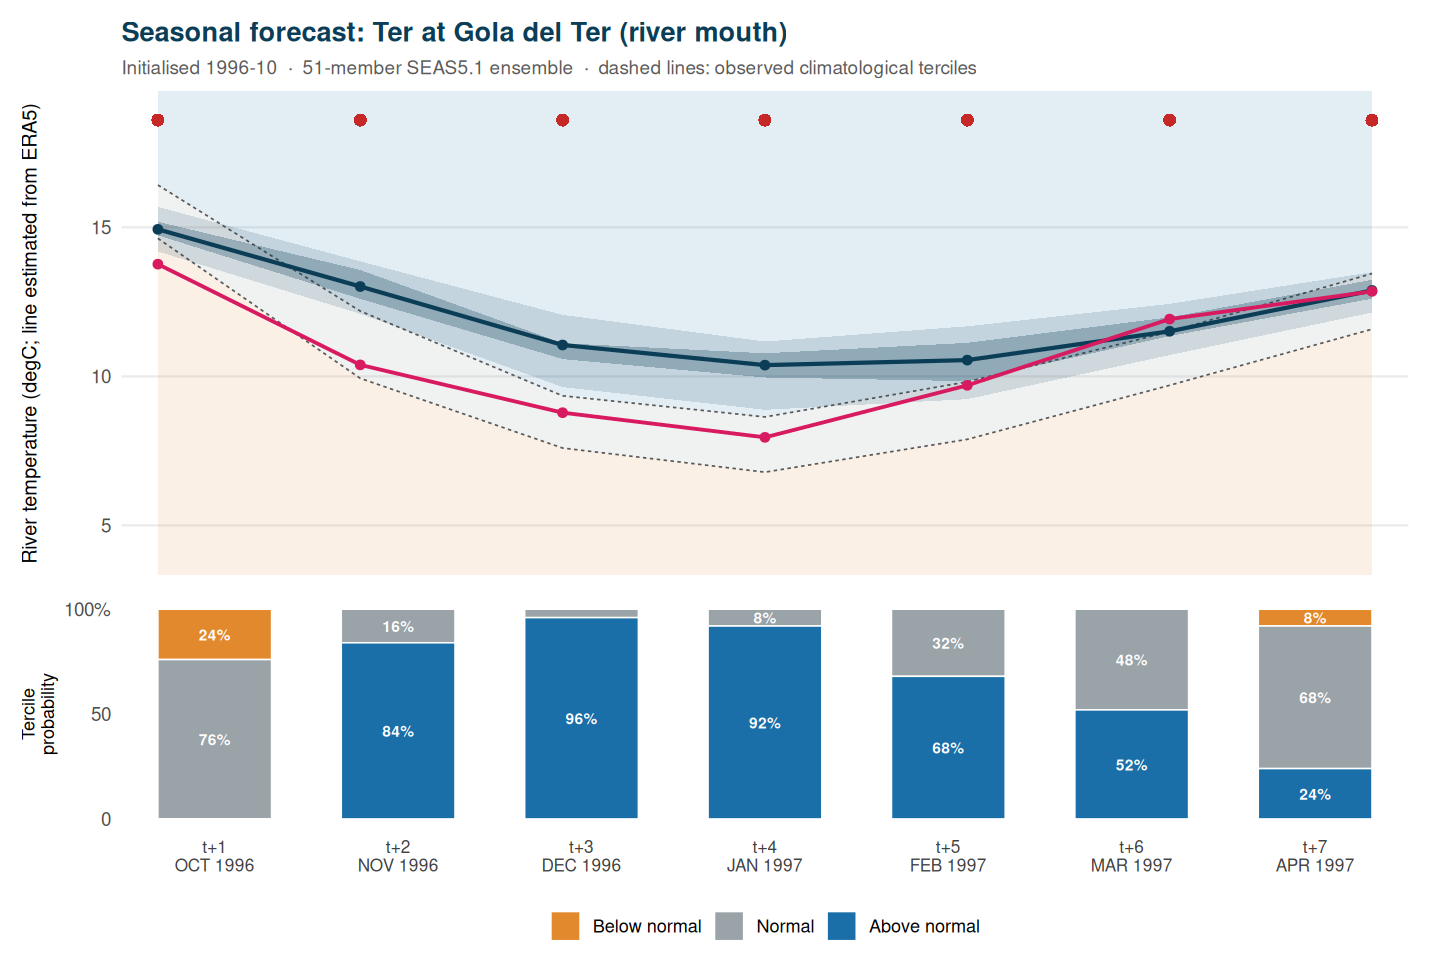 Seasonal forecast: Ter at Gola del Ter (river mouth)
Initialised 1996-10 · 51-member SEAS5.1 ensemble · dashed lines: observed climatological terciles
River temperature (degC; line estimated from ERA5)
15
10
5
Tercile
probability
100%
50
0
24%
76%
16%
84%
96%
8%
92%
32%
68%
48%
52%
8%
68%
24%
t+1
OCT 1996
t+2
NOV 1996
t+3
DEC 1996
t+4
JAN 1997
t+5
FEB 1997
t+6
MAR 1997
t+7
APR 1997
Below normal
Normal
Above normal